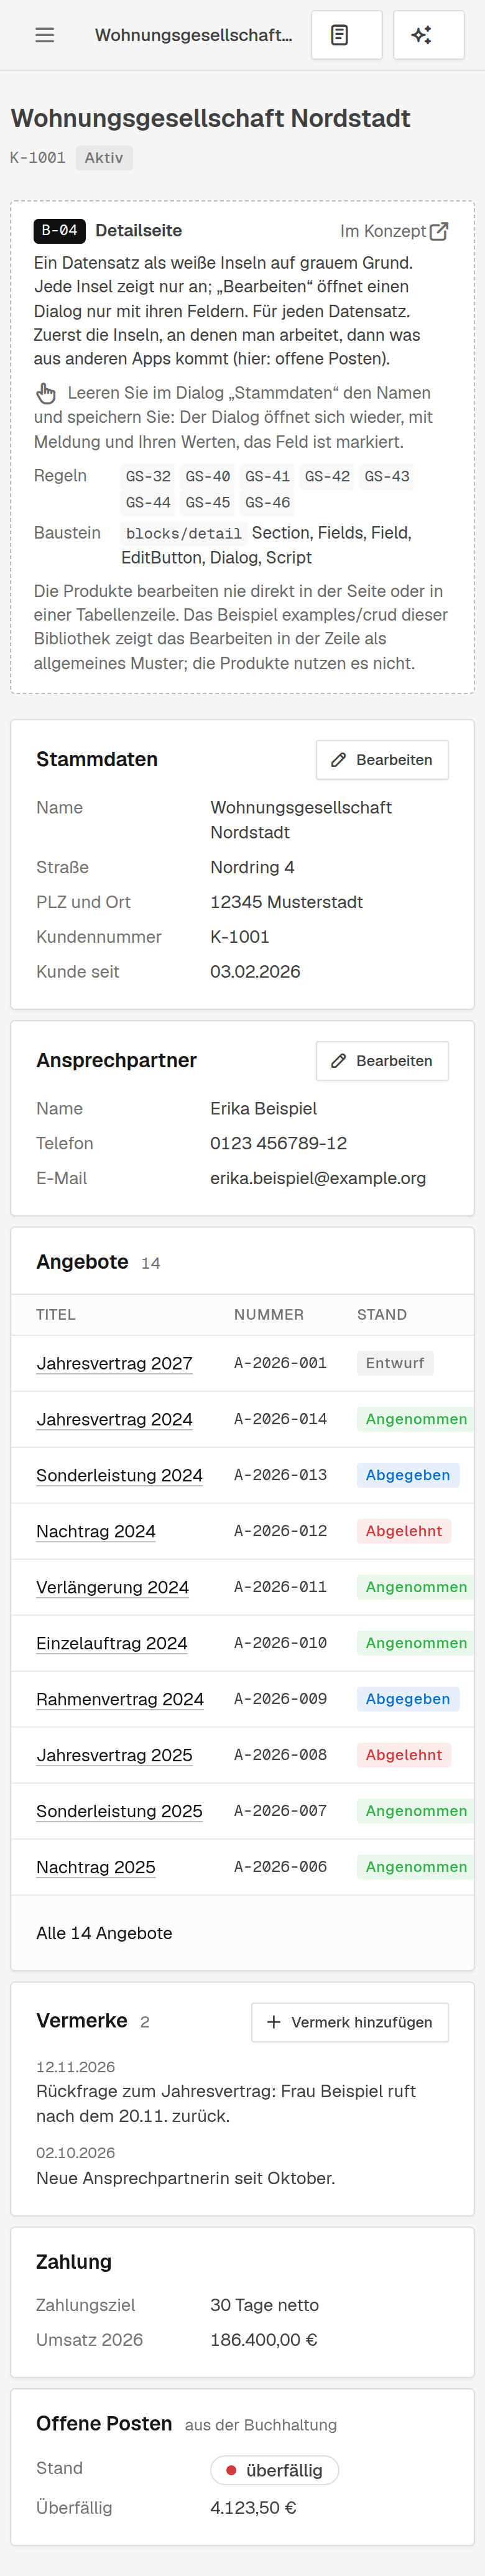 Wohnungsgesellschaft...
Wohnungsgesellschaft Nordstadt
K-1001 Aktiv
B-04 Detailseite Im Konzept
Ein Datensatz als weiße Inseln auf grauem Grund.
Jede Insel zeigt nur an; „Bearbeiten“ öffnet einen
Dialog nur mit ihren Feldern. Für jeden Datensatz.
Zuerst die Inseln, an denen man arbeitet, dann was
aus anderen Apps kommt (hier: offene Posten).
Leeren Sie im Dialog „Stammdaten“ den Namen
und speichern Sie: Der Dialog öffnet sich wieder, mit
Meldung und Ihren Werten, das Feld ist markiert.
Regeln GS-32 GS-40 GS-41 GS-42 GS-43
GS-44 GS-45 GS-46
Baustein blocks/detail Section, Fields, Field,
EditButton, Dialog, Script
Die Produkte bearbeiten nie direkt in der Seite oder in
einer Tabellenzeile. Das Beispiel examples/crud dieser
Bibliothek zeigt das Bearbeiten in der Zeile als
allgemeines Muster; die Produkte nutzen es nicht.
Stammdaten Bearbeiten
Name Wohnungsgesellschaft
Nordstadt
Straße Nordring 4
PLZ und Ort 12345 Musterstadt
Kundennummer K-1001
Kunde seit 03.02.2026
Ansprechpartner Bearbeiten
Name Erika Beispiel
Telefon 0123 456789-12
E-Mail erika.beispiel@example.org
Angebote 14
TITEL NUMMER STAND
Jahresvertrag 2027 A-2026-001 Entwurf
Jahresvertrag 2024 A-2026-014 Angenommen
Sonderleistung 2024 A-2026-013 Abgegeben
Nachtrag 2024 A-2026-012 Abgelehnt
Verlängerung 2024 A-2026-011 Angenommen
Einzelauftrag 2024 A-2026-010 Angenommen
Rahmenvertrag 2024 A-2026-009 Abgegeben
Jahresvertrag 2025 A-2026-008 Abgelehnt
Sonderleistung 2025 A-2026-007 Angenommen
Nachtrag 2025 A-2026-006 Angenommen
Alle 14 Angebote
Vermerke 2 Vermerk hinzufügen
12.11.2026
Rückfrage zum Jahresvertrag: Frau Beispiel ruft
nach dem 20.11. zurück.
02.10.2026
Neue Ansprechpartnerin seit Oktober.
Zahlung
Zahlungsziel 30 Tage netto
Umsatz 2026 186.400,00 €
Offene Posten aus der Buchhaltung
Stand überfällig
Überfällig 4.123,50 €